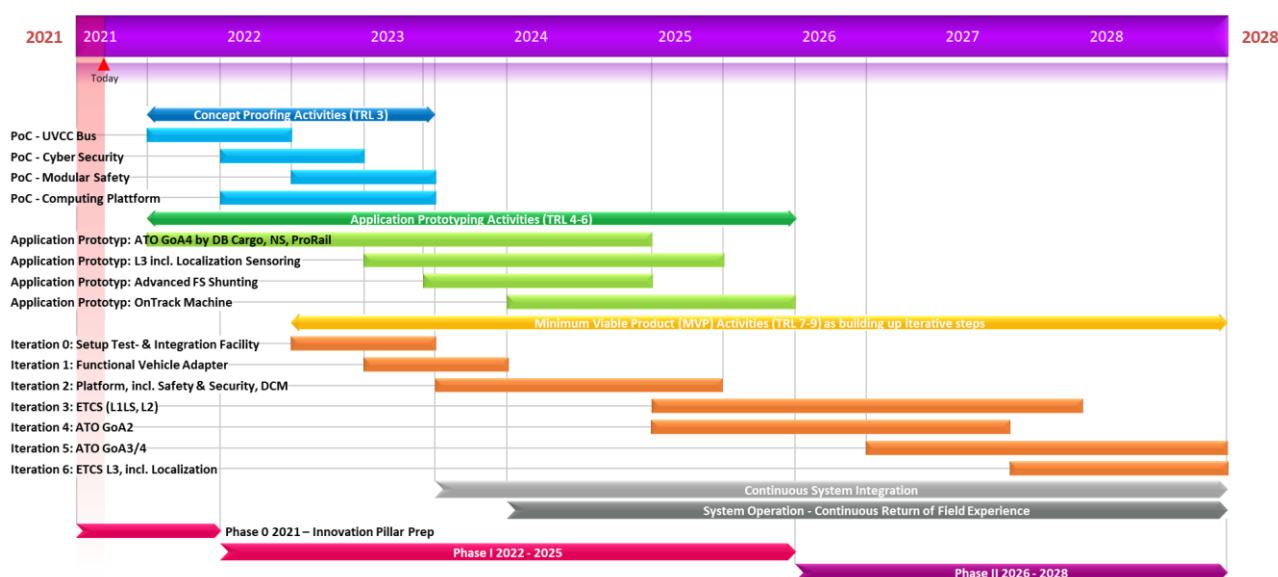 2021 2021 2022 2023 2024 2025 2026 2027 2028 2028
Today
Concept Proofing Activities (TRL 3)
PoC - UVCC Bus
PoC - Cyber Security
PoC - Modular Safety
PoC - Computing Plattform
Application Prototyping Activities (TRL 4-6)
Application Prototyp: ATO GoA4 by DB Cargo, NS, ProRail
Application Prototyp: L3 incl. Localization Sensoring
Application Prototyp: Advanced FS Shunting
Application Prototyp: OnTrack Machine
Minimum Viable Product (MVP) Activities (TRL 7-9) as building up iterative steps
Iteration 0: Setup Test- & Integration Facility
Iteration 1: Functional Vehicle Adapter
Iteration 2: Platform, incl. Safety & Security, DCM
Iteration 3: ETCS (L1LS, L2)
Iteration 4: ATO GoA2
Iteration 5: ATO GoA3/4
Iteration 6: ETCS L3, incl. Localization
Continuous System Integration
System Operation - Continuous Return of Field Experience
Phase 0 2021 – Innovation Pillar Prep
Phase I 2022 - 2025
Phase II 2026 - 2028